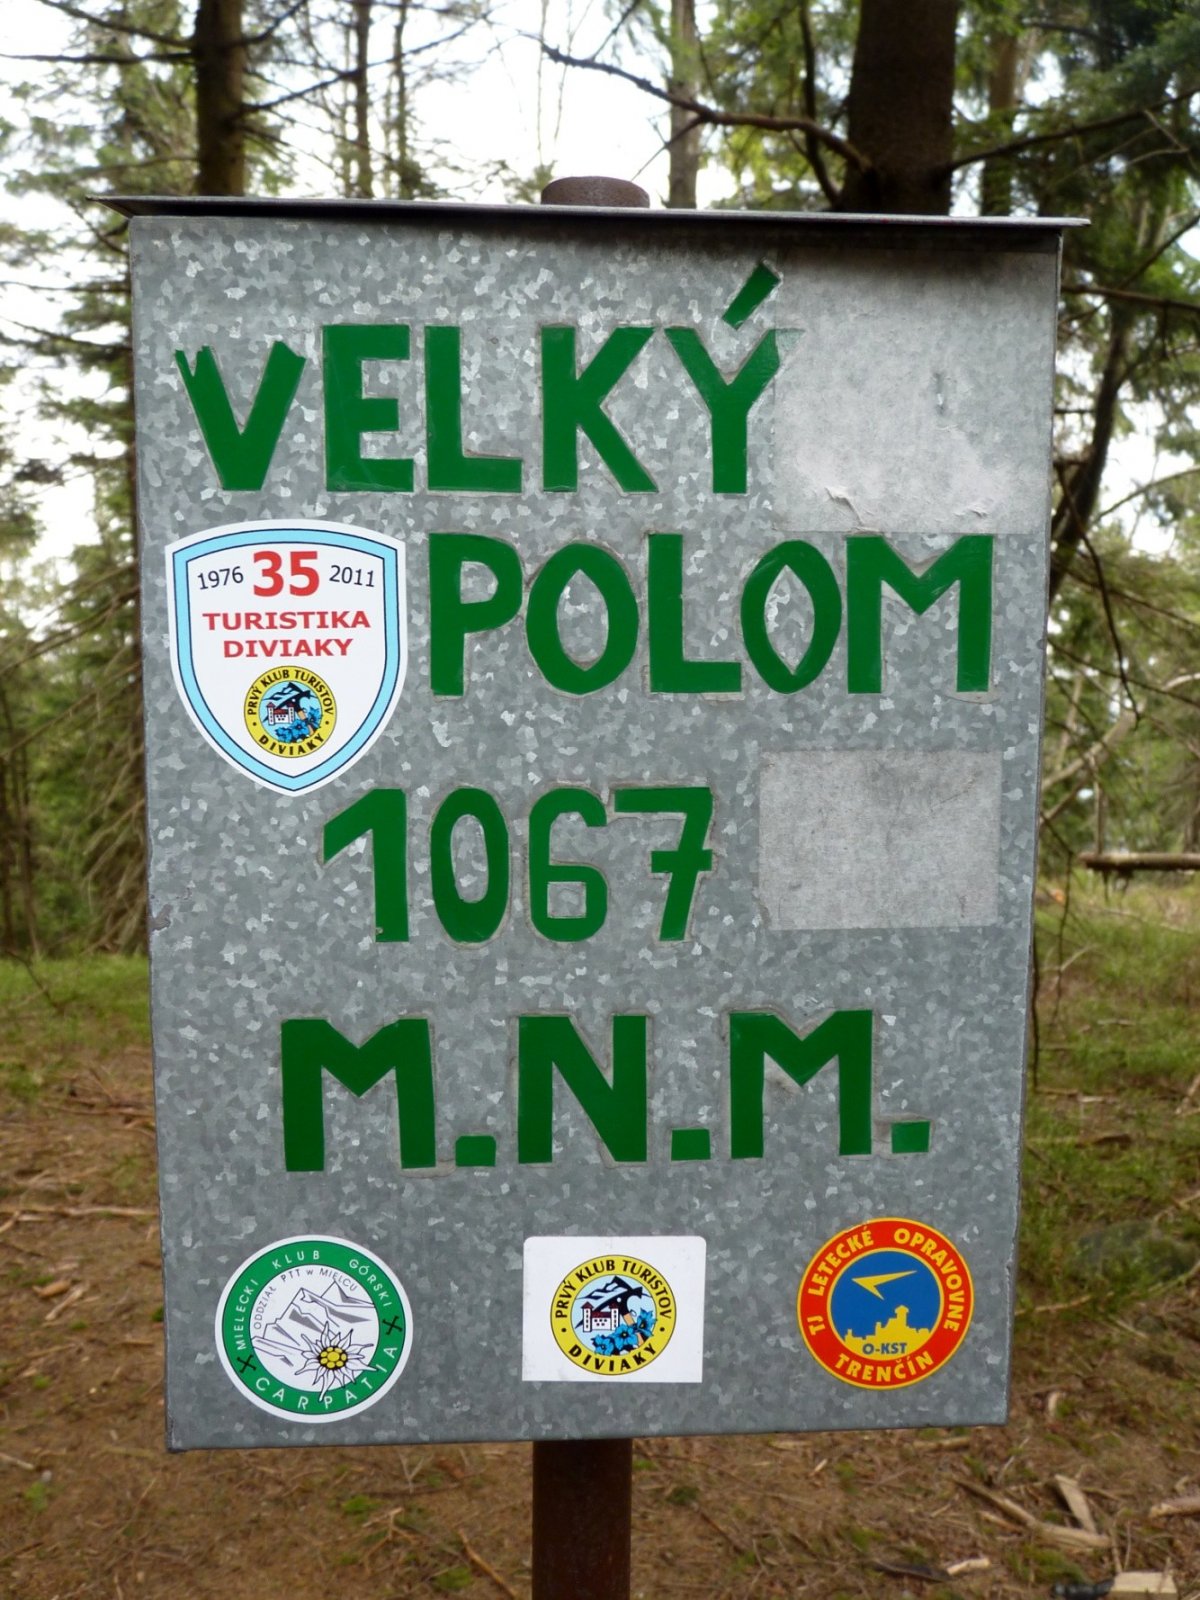 VELKÝ
POLOM
1067
M.N.M.
1976 35 2011
TURISTIKA
DIVIAKY
PRVÝ KLUB TURISTOV
DIVIAKY
MIELECKI KLUB GÓRSKI
ODDZIAŁ PTT w MIELCU
CARPATIA
PRVÝ KLUB TURISTOV
DIVIAKY
TJ LETECKÉ OPRAVOVNE
O-KST
TRENČÍN